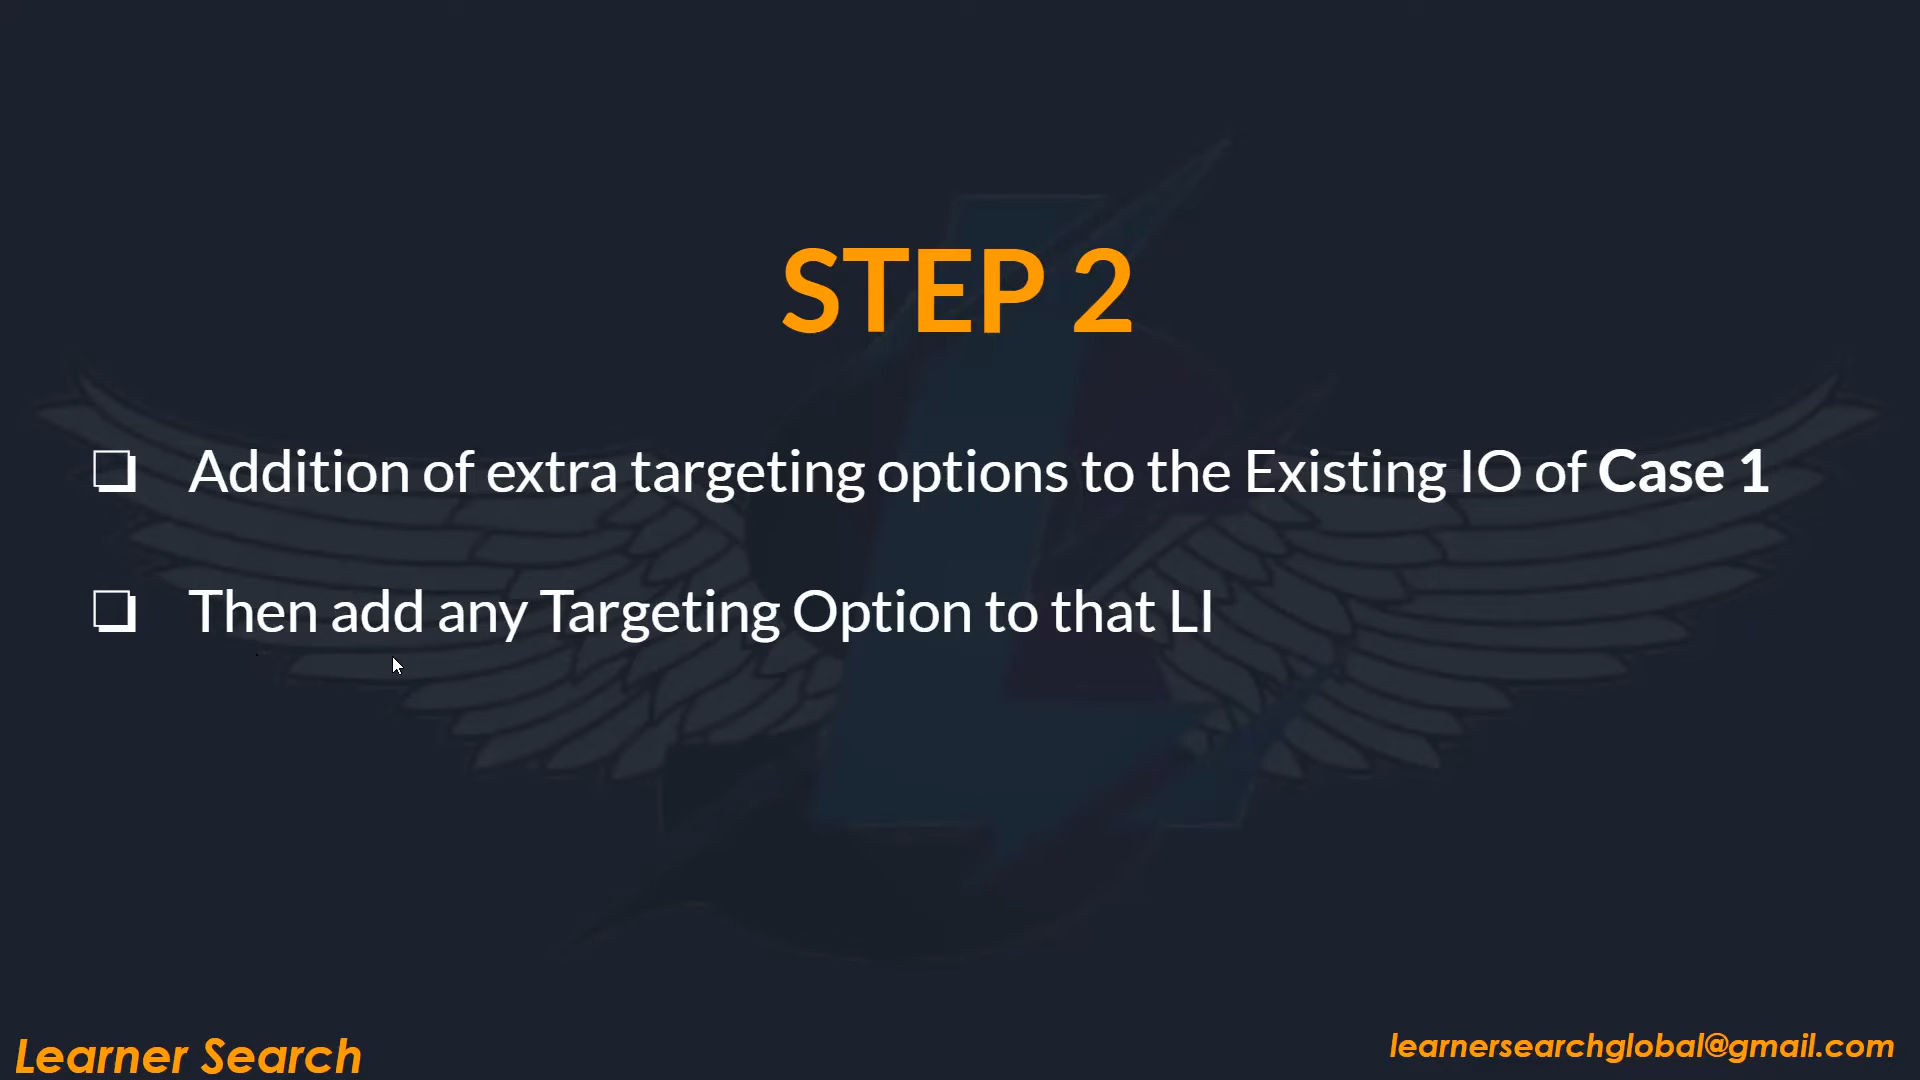 STEP 2
❏ Addition of extra targeting options to the Existing IO of Case 1
❏ Then add any Targeting Option to that LI
Learner Search
learnersearchglobal@gmail.com